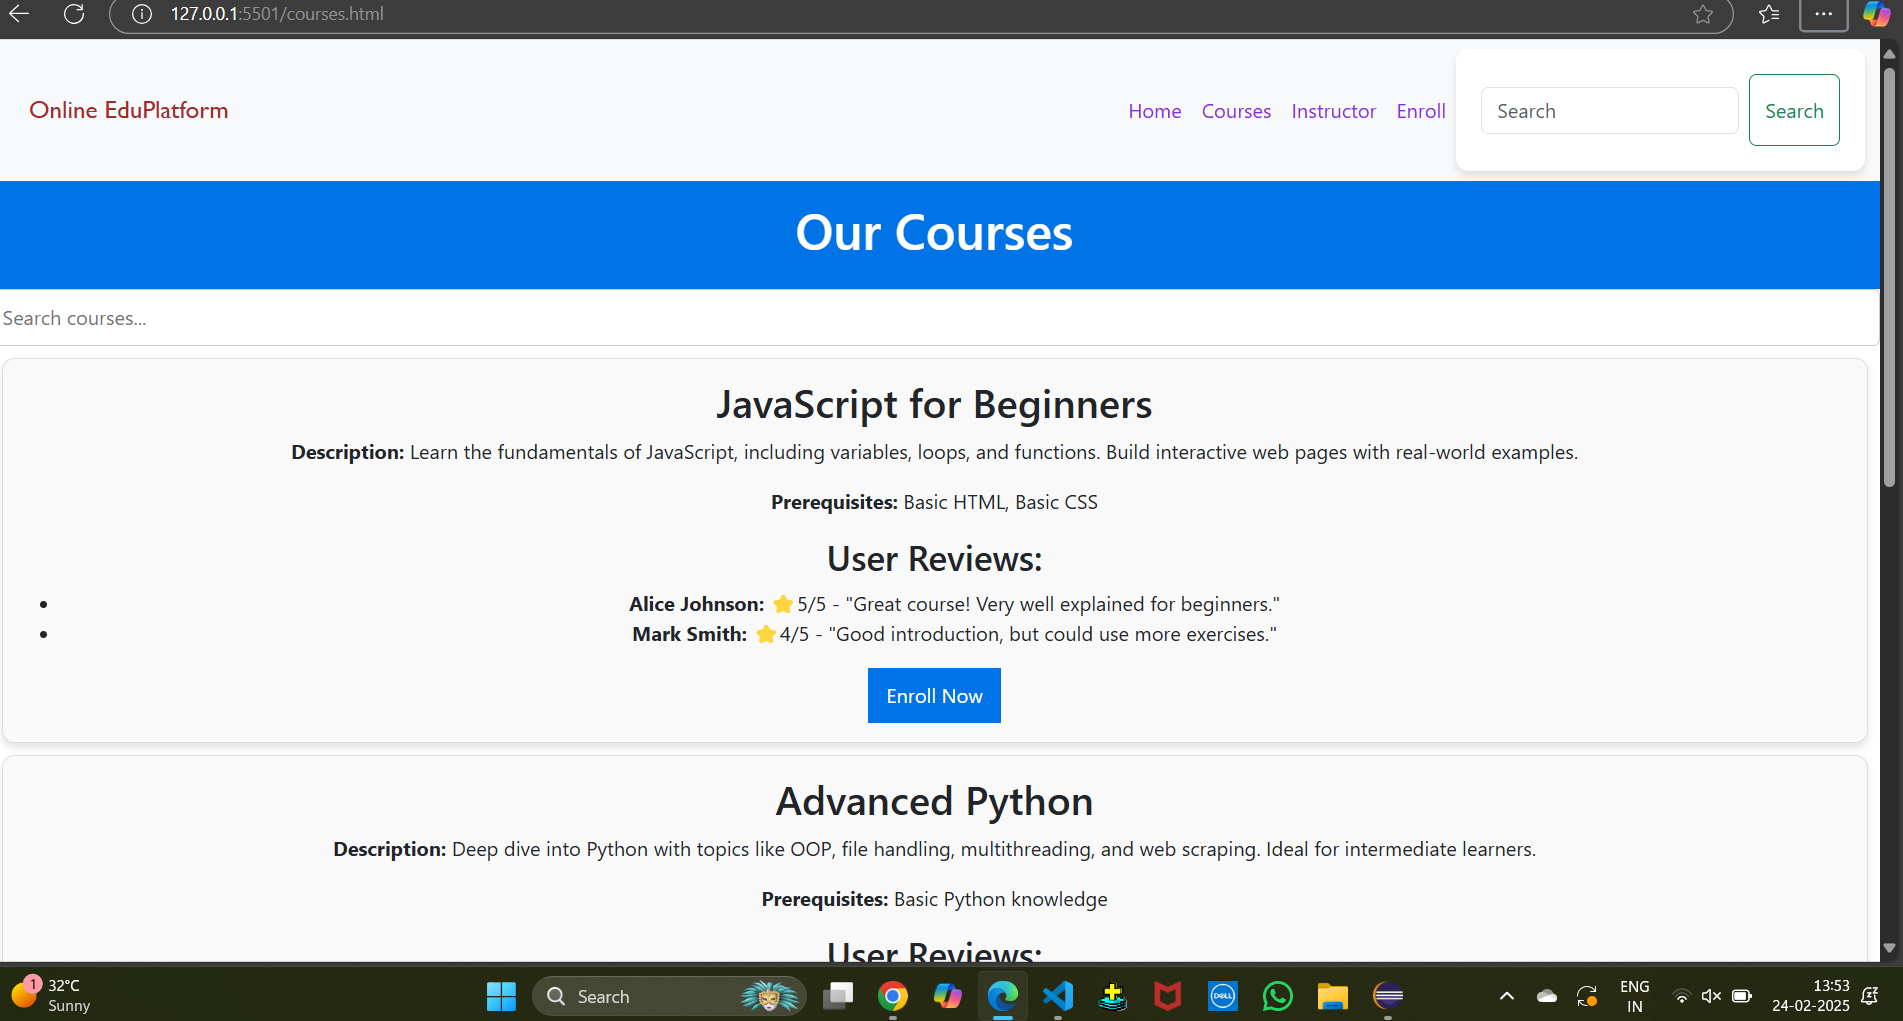 127.0.0.1:5501/courses.html
Online EduPlatform
Home Courses Instructor Enroll Search Search
Our Courses
Search courses...
JavaScript for Beginners
Description: Learn the fundamentals of JavaScript, including variables, loops, and functions. Build interactive web pages with real-world examples.
Prerequisites: Basic HTML, Basic CSS
User Reviews:
• Alice Johnson: ⭐5/5 - "Great course! Very well explained for beginners."
• Mark Smith: ⭐4/5 - "Good introduction, but could use more exercises."
Enroll Now
Advanced Python
Description: Deep dive into Python with topics like OOP, file handling, multithreading, and web scraping. Ideal for intermediate learners.
Prerequisites: Basic Python knowledge
User Reviews:
1
32°C
Sunny
Search
DELL
ENG
IN
13:53
24-02-2025